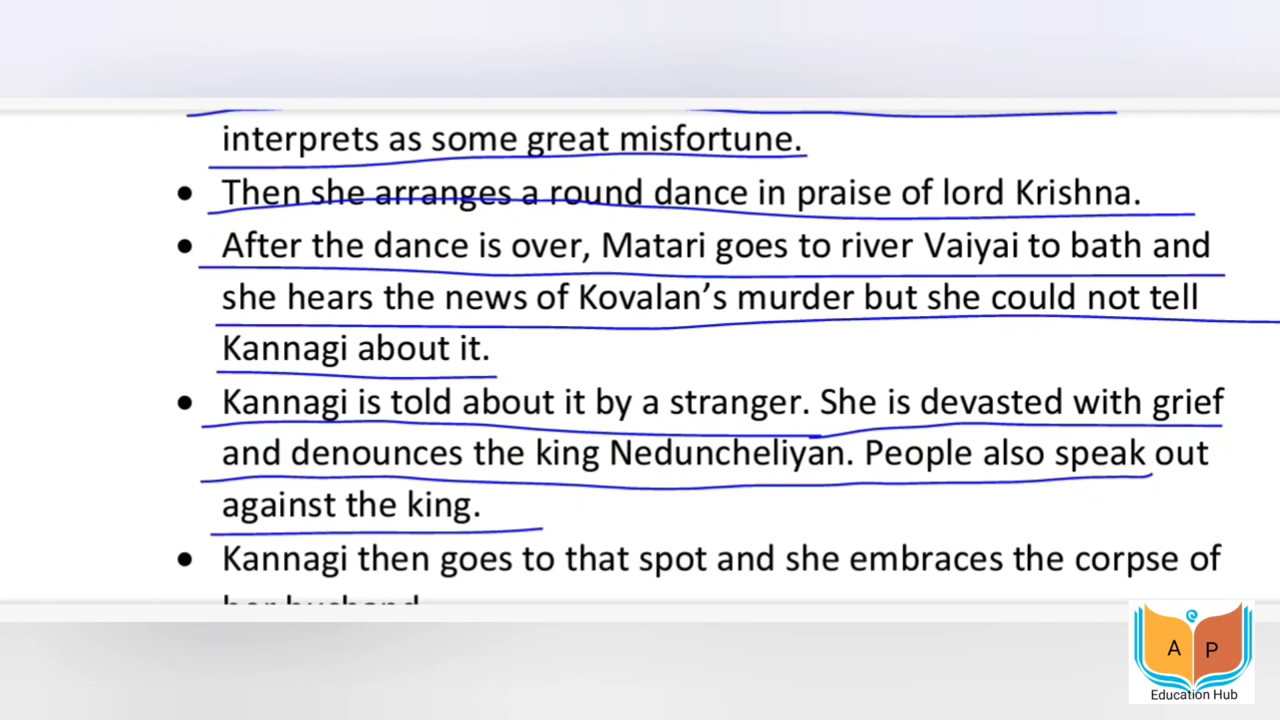 interprets as some great misfortune.
• Then she arranges a round dance in praise of lord Krishna.
• After the dance is over, Matari goes to river Vaiyai to bath and
she hears the news of Kovalan's murder but she could not tell
Kannagi about it.
• Kannagi is told about it by a stranger. She is devasted with grief
and denounces the king Neduncheliyan. People also speak out
against the king.
• Kannagi then goes to that spot and she embraces the corpse of
her husband
A P
Education Hub